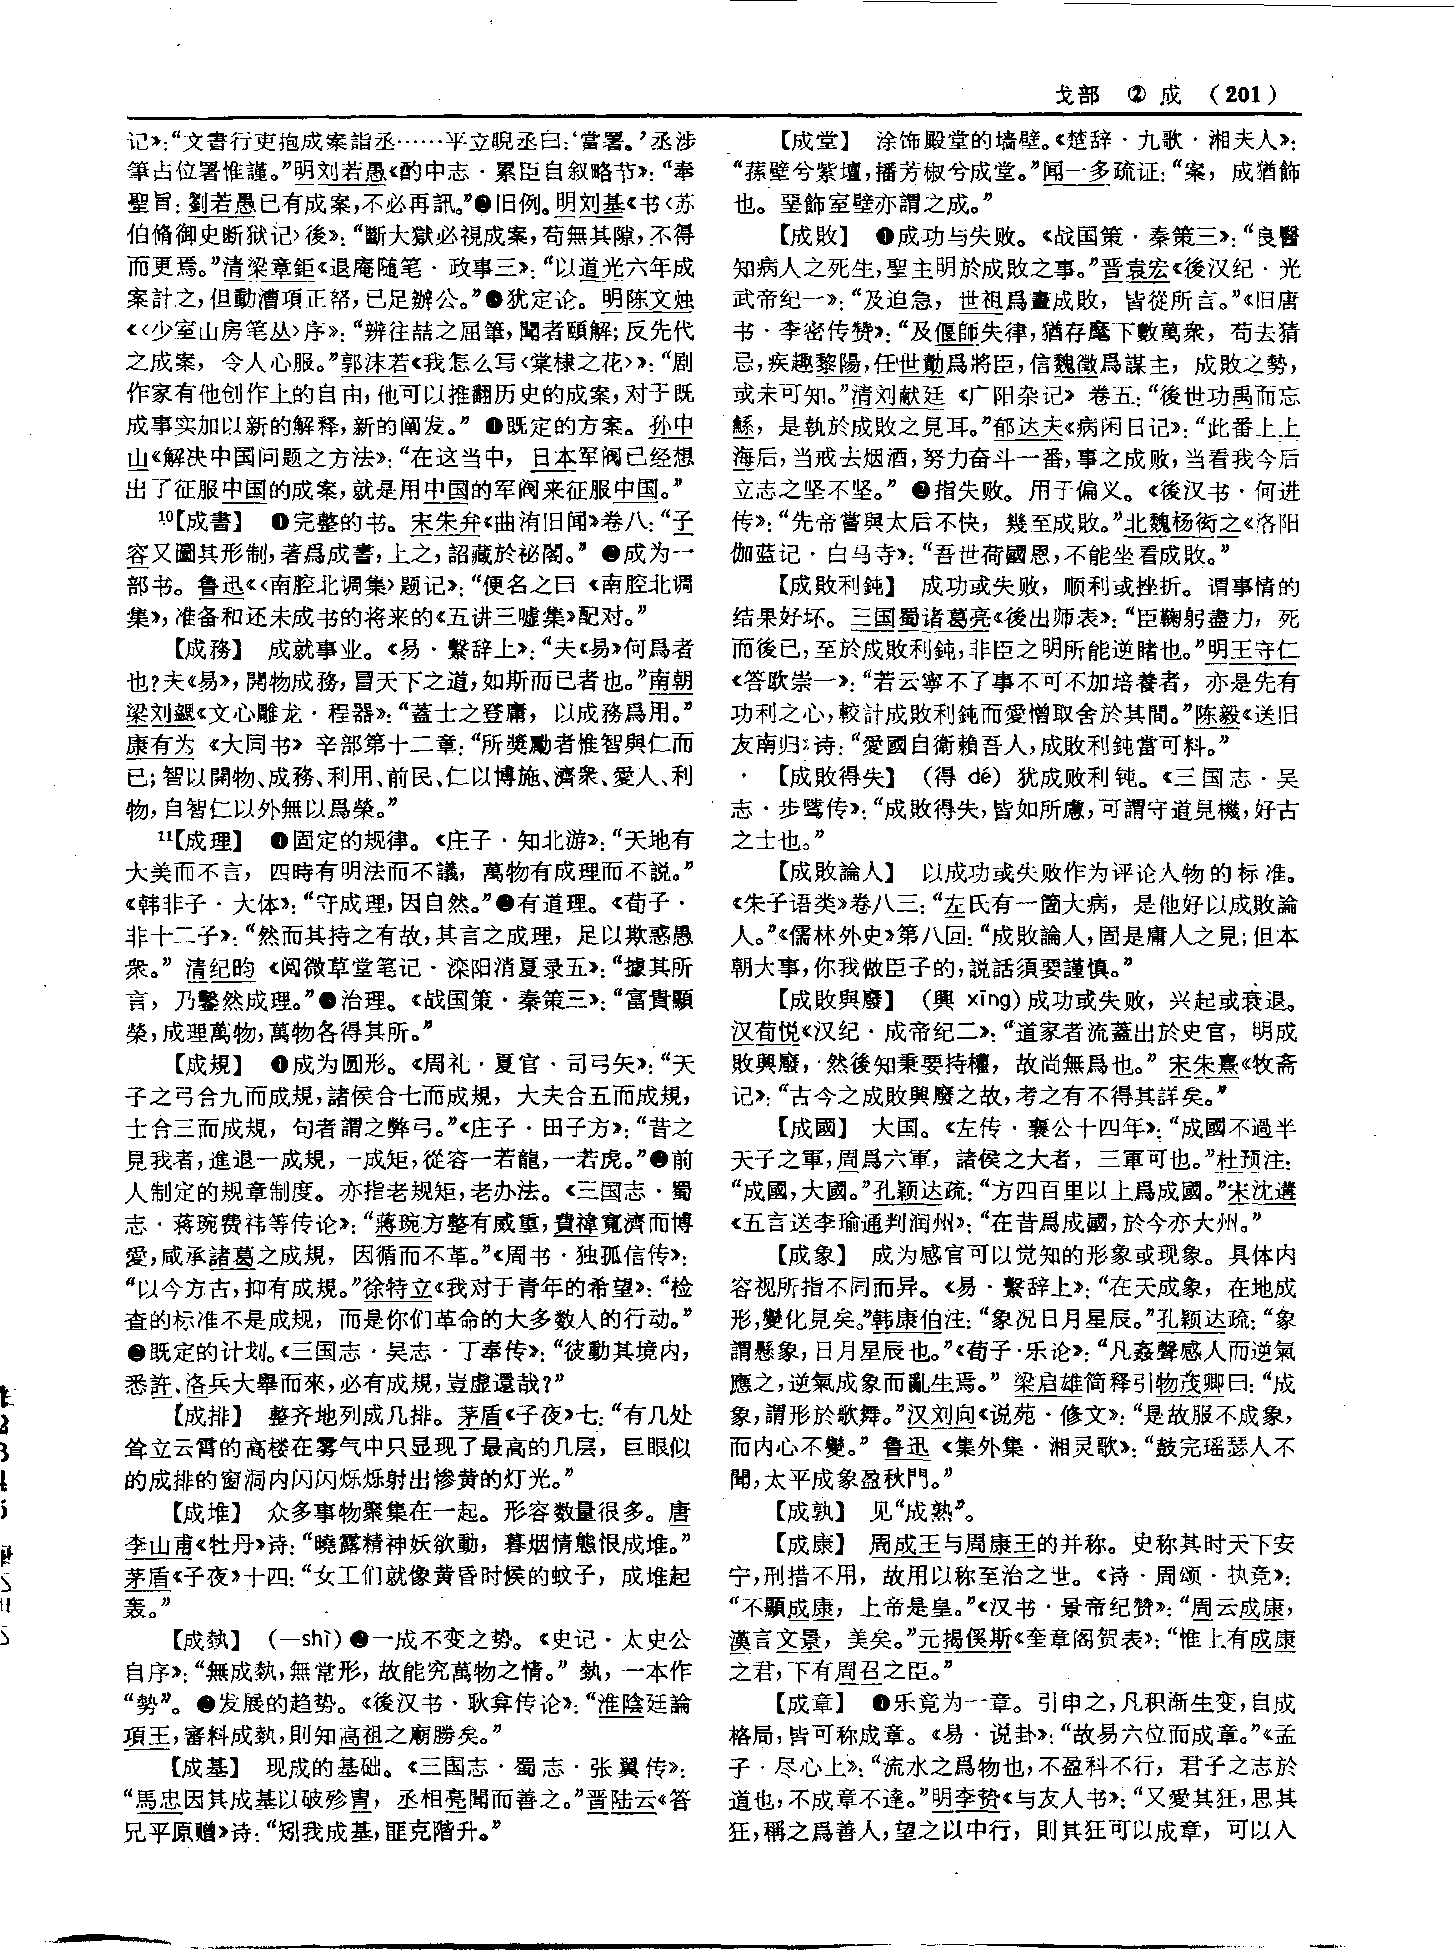 戈部 ② 成 （201）
记》：“文書行吏抱成案詣丞……平立睨丞曰：‘當署。’丞涉
筆占位署惟謹。”明刘若愚《酌中志·累臣自叙略节》：“奉
聖旨：劉若愚已有成案，不必再訊。”❷旧例。明刘基《书〈苏
伯脩御史断狱记〉後》：“斷大獄必視成案，苟無其隙，不得
而更焉。”清梁章鉅《退庵随笔·政事三》：“以道光六年成
案計之，但動漕項正帑，已足辦公。”❸犹定论。明陈文烛
《〈少室山房笔丛〉序》：“辨往喆之屈筆，聞者頤解；反先代
之成案，令人心服。”郭沫若《我怎么写〈棠棣之花〉》：“剧
作家有他创作上的自由，他可以推翻历史的成案，对于既
成事实加以新的解释，新的阐发。” ❹既定的方案。孙中
山《解决中国问题之方法》：“在这当中，日本军阀已经想
出了征服中国的成案，就是用中国的军阀来征服中国。”
10【成書】 ❶完整的书。宋朱弁《曲洧旧闻》卷八：“子
容又圖其形制，著爲成書，上之，詔藏於祕閣。” ❷成为一
部书。鲁迅《〈南腔北调集〉题记》：“便名之曰《南腔北调
集》，准备和还未成书的将来的《五讲三嘘集》配对。”
【成務】 成就事业。《易·繫辞上》：“夫《易》何爲者
也？夫《易》，開物成務，冒天下之道，如斯而已者也。”南朝
梁刘勰《文心雕龙·程器》：“蓋士之登庸，以成務爲用。”
康有为《大同书》辛部第十二章：“所獎勵者惟智與仁而
已；智以開物、成務、利用、前民、仁以博施、濟衆、愛人、利
物，自智仁以外無以爲榮。”
11【成理】 ❶固定的规律。《庄子·知北游》：“天地有
大美而不言，四時有明法而不議，萬物有成理而不説。”
《韩非子·大体》：“守成理，因自然。”❷有道理。《荀子·
非十二子》：“然而其持之有故，其言之成理，足以欺惑愚
衆。” 清纪昀《阅微草堂笔记·滦阳消夏录五》：“據其所
言，乃鑿然成理。”❸治理。《战国策·秦策三》：“富貴顯
榮，成理萬物，萬物各得其所。”
【成規】 ❶成为圆形。《周礼·夏官·司弓矢》：“天
子之弓合九而成規，諸侯合七而成規，大夫合五而成規，
士合三而成規，句者謂之弊弓。”《庄子·田子方》：“昔之
見我者，進退一成規，一成矩，從容一若龍，一若虎。”❷前
人制定的规章制度。亦指老规矩，老办法。《三国志·蜀
志·蒋琬费祎等传论》：“蔣琬方整有威重，費禕寬濟而博
愛，咸承諸葛之成規，因循而不革。”《周书·独孤信传》：
“以今方古，抑有成規。”徐特立《我对于青年的希望》：“检
查的标准不是成规，而是你们革命的大多数人的行动。”
❸既定的计划。《三国志·吴志·丁奉传》：“彼動其境内，
悉許、洛兵大舉而來，必有成規，豈虚還哉？”
【成排】 整齐地列成几排。茅盾《子夜》七：“有几处
耸立云霄的高楼在雾气中只显现了最高的几层，巨眼似
的成排的窗洞内闪闪烁烁射出惨黄的灯光。”
【成堆】 众多事物聚集在一起。形容数量很多。唐
李山甫《牡丹》诗：“曉露精神妖欲動，暮烟情態恨成堆。”
茅盾《子夜》十四：“女工们就像黄昏时候的蚊子，成堆起
轰。”
【成埶】（—shì）❶一成不变之势。《史记·太史公
自序》：“無成埶，無常形，故能究萬物之情。”埶，一本作
“勢”。❷发展的趋势。《後汉书·耿弇传论》：“淮陰廷論
項王，審料成埶，則知高祖之廟勝矣。”
【成基】 现成的基础。《三国志·蜀志·张翼传》：
“馬忠因其成基以破殄胄，丞相亮聞而善之。”晋陆云《答
兄平原赠》诗：“矧我成基，匪克階升。”
【成堂】 涂饰殿堂的墙壁。《楚辞·九歌·湘夫人》：
“蓀壁兮紫壇，播芳椒兮成堂。”闻一多疏证：“案，成猶飾
也。堊飾室壁亦謂之成。”
【成敗】 ❶成功与失败。《战国策·秦策三》：“良醫
知病人之死生，聖主明於成敗之事。”晋袁宏《後汉纪·光
武帝纪一》：“及迫急，世祖爲畫成敗，皆從所言。”《旧唐
书·李密传赞》：“及偃師失律，猶存麾下數萬衆，苟去猜
忌，疾趣黎陽，任世勣爲將臣，信魏徵爲謀主，成敗之勢，
或未可知。”清刘献廷《广阳杂记》卷五：“後世功禹而忘
鯀，是執於成敗之見耳。”郁达夫《病闲日记》：“此番上上
海后，当戒去烟酒，努力奋斗一番，事之成败，当看我今后
立志之坚不坚。” ❷指失败。用于偏义。《後汉书·何进
传》：“先帝嘗與太后不快，幾至成敗。”北魏杨衒之《洛阳
伽蓝记·白马寺》：“吾世荷國恩，不能坐看成敗。”
【成敗利鈍】 成功或失败，顺利或挫折。谓事情的
结果好坏。三国蜀诸葛亮《後出师表》：“臣鞠躬盡力，死
而後已，至於成敗利鈍，非臣之明所能逆睹也。”明王守仁
《答欧崇一》：“若云寧不了事不可不加培養者，亦是先有
功利之心，較計成敗利鈍而愛憎取舍於其間。”陈毅《送旧
友南归》诗：“愛國自衛賴吾人，成敗利鈍當可料。”
【成敗得失】（得 dé）犹成败利钝。《三国志·吴
志·步骘传》：“成敗得失，皆如所慮，可謂守道見機，好古
之士也。”
【成敗論人】 以成功或失败作为评论人物的标准。
《朱子语类》卷八三：“左氏有一箇大病，是他好以成敗論
人。”《儒林外史》第八回：“成敗論人，固是庸人之見；但本
朝大事，你我做臣子的，説話須要謹慎。”
【成敗興廢】（興 xīng）成功或失败，兴起或衰退。
汉荀悦《汉纪·成帝纪二》：“道家者流蓋出於史官，明成
敗興廢，然後知秉要持權，故尚無爲也。” 宋朱熹《牧斋
记》：“古今之成敗興廢之故，考之有不得其詳矣。”
【成國】 大国。《左传·襄公十四年》：“成國不過半
天子之軍，周爲六軍，諸侯之大者，三軍可也。”杜预注：
“成國，大國。”孔颖达疏：“方四百里以上爲成國。”宋沈遘
《五言送李瑜通判润州》：“在昔爲成國，於今亦大州。”
【成象】 成为感官可以觉知的形象或现象。具体内
容视所指不同而异。《易·繫辞上》：“在天成象，在地成
形，變化見矣。”韩康伯注：“象况日月星辰。”孔颖达疏：“象
謂懸象，日月星辰也。”《荀子·乐论》：“凡姦聲感人而逆氣
應之，逆氣成象而亂生焉。” 梁启雄简释引物茂卿曰：“成
象，謂形於歌舞。”汉刘向《说苑·修文》：“是故服不成象，
而内心不變。” 鲁迅《集外集·湘灵歌》：“鼓完瑶瑟人不
聞，太平成象盈秋門。”
【成孰】 见“成熟”。
【成康】 周成王与周康王的并称。史称其时天下安
宁，刑措不用，故用以称至治之世。《诗·周颂·执竞》：
“不顯成康，上帝是皇。”《汉书·景帝纪赞》：“周云成康，
漢言文景，美矣。”元揭傒斯《奎章阁贺表》：“惟上有成康
之君，下有周召之臣。”
【成章】 ❶乐竟为一章。引申之，凡积渐生变，自成
格局，皆可称成章。《易·说卦》：“故易六位而成章。”《孟
子·尽心上》：“流水之爲物也，不盈科不行，君子之志於
道也，不成章不達。”明李贽《与友人书》：“又愛其狂，思其
狂，稱之爲善人，望之以中行，則其狂可以成章，可以入